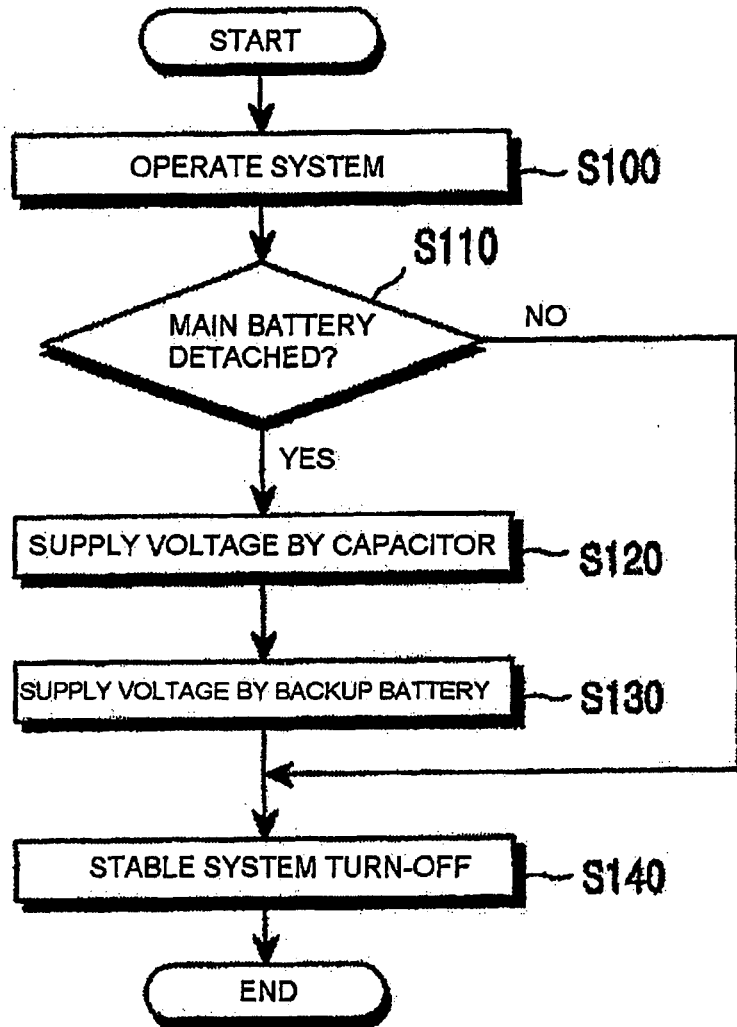 START
OPERATE SYSTEM
S100
S110
MAIN BATTERY
DETACHED?
NO
YES
SUPPLY VOLTAGE BY CAPACITOR
S120
SUPPLY VOLTAGE BY BACKUP BATTERY
S130
STABLE SYSTEM TURN-OFF
S140
END